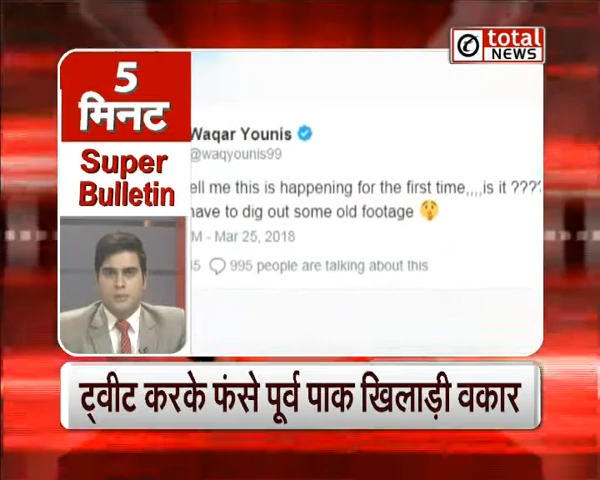 total
NEWS
5
मिनट
Super
Bulletin
Waqar Younis
@waqyounis99
ell me this is happening for the first time,,,,is it ????
have to dig out some old footage 🤫
M - Mar 25, 2018
995 people are talking about this
ट्वीट करके फंसे पूर्व पाक खिलाड़ी वकार